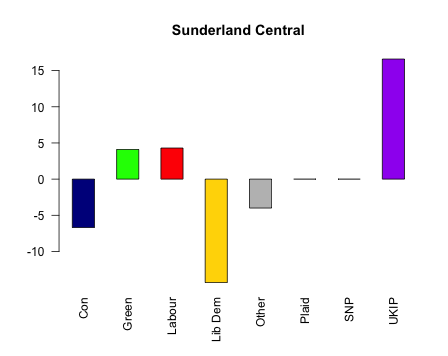 Sunderland Central
15
10
5
0
-5
-10
Con
Green
Labour
Lib Dem
Other
Plaid
SNP
UKIP